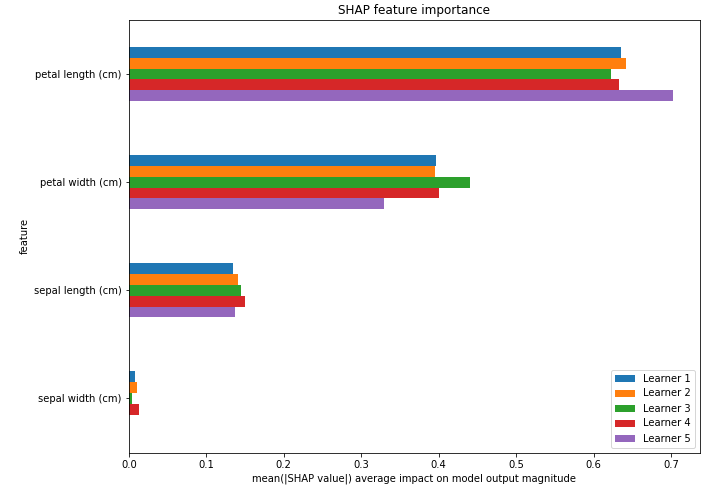 SHAP feature importance
petal length (cm)
petal width (cm)
sepal length (cm)
sepal width (cm)
feature
Learner 1
Learner 2
Learner 3
Learner 4
Learner 5
0.0 0.1 0.2 0.3 0.4 0.5 0.6 0.7
mean(|SHAP value|) average impact on model output magnitude